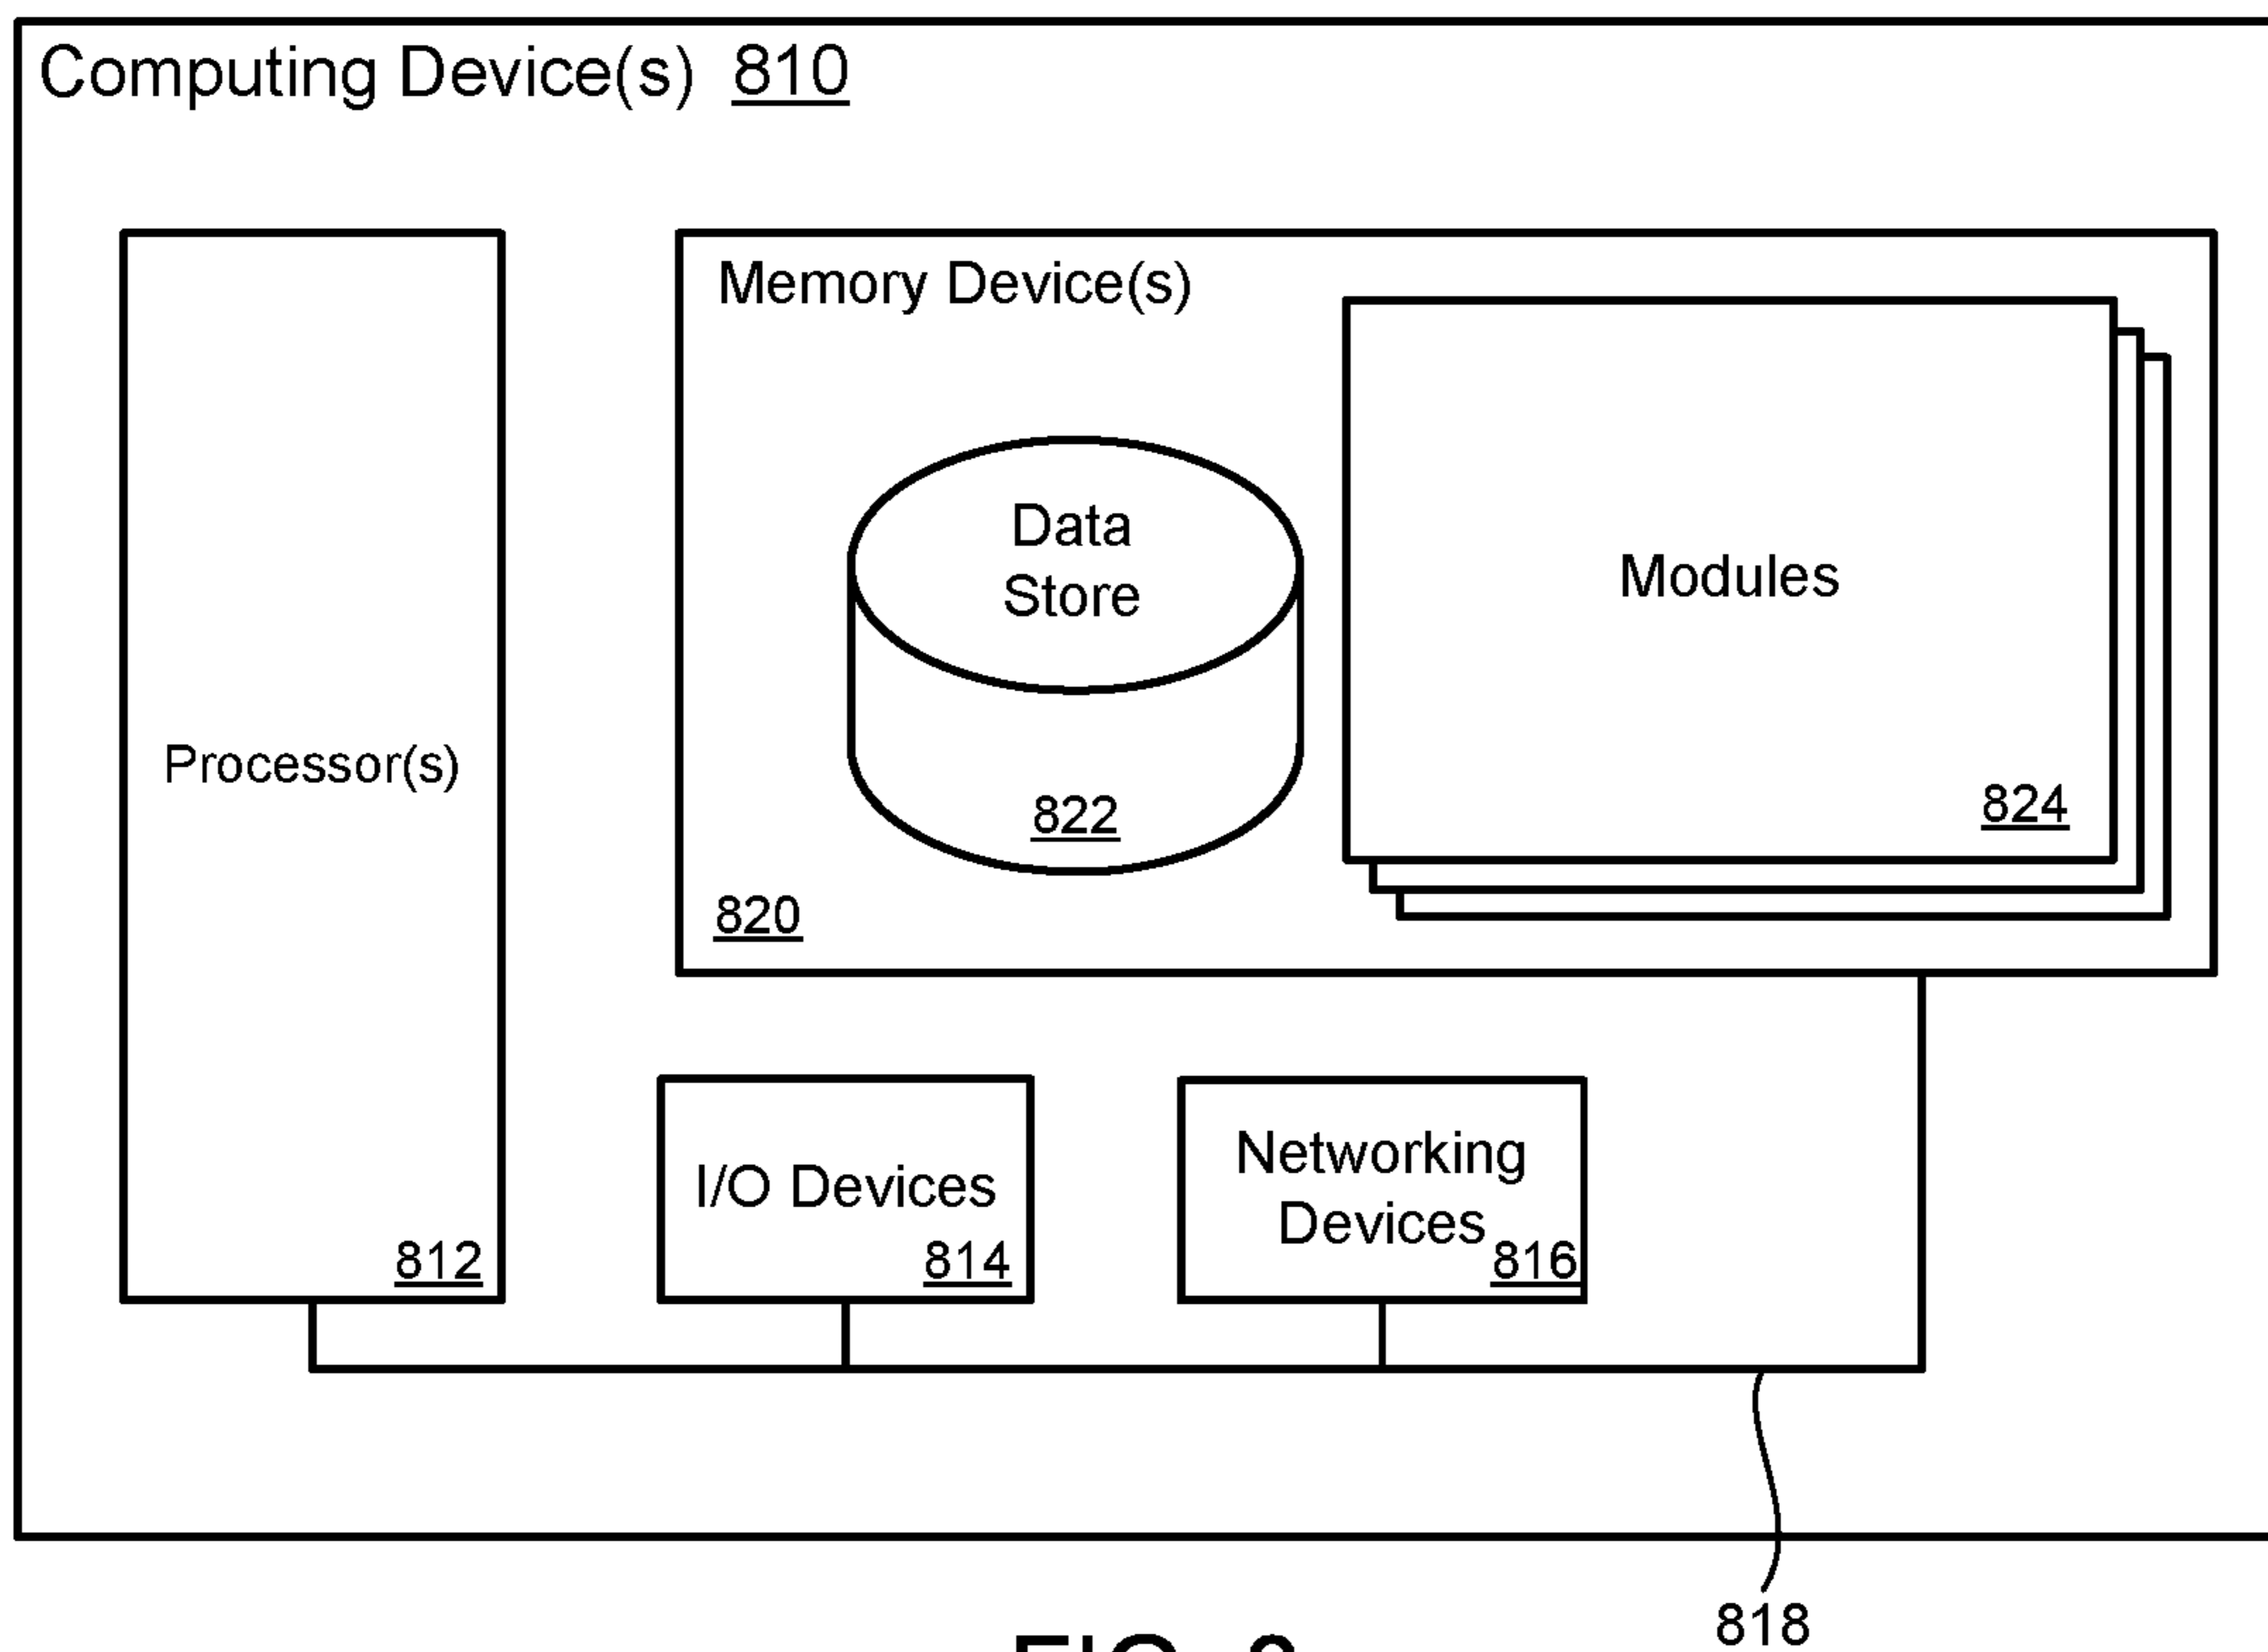 Computing Device(s) 810
Memory Device(s)
Data
Store
Modules
Processor(s)
822
824
820
I/O Devices
Networking
Devices
812
814
816
818